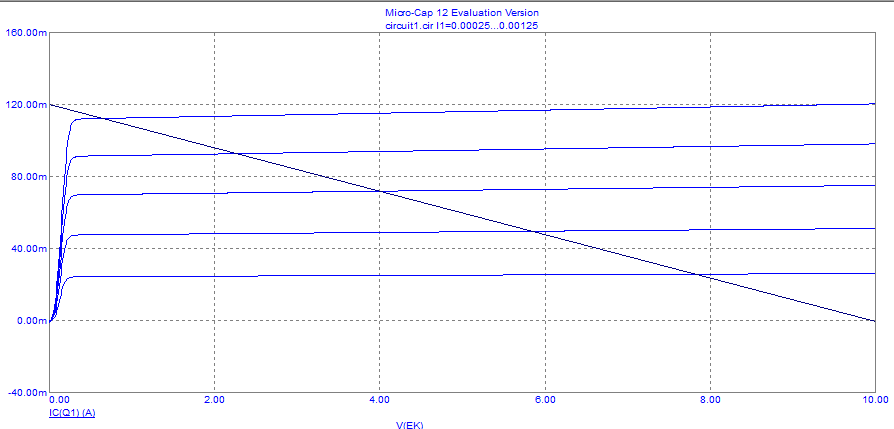 Micro-Cap 12 Evaluation Version
circuit1.cir I1=0.00025...0.00125
160.00m
120.00m
80.00m
40.00m
0.00m
-40.00m
0.00 2.00 4.00 6.00 8.00 10.00
IC(Q1) (A)
V(EK)